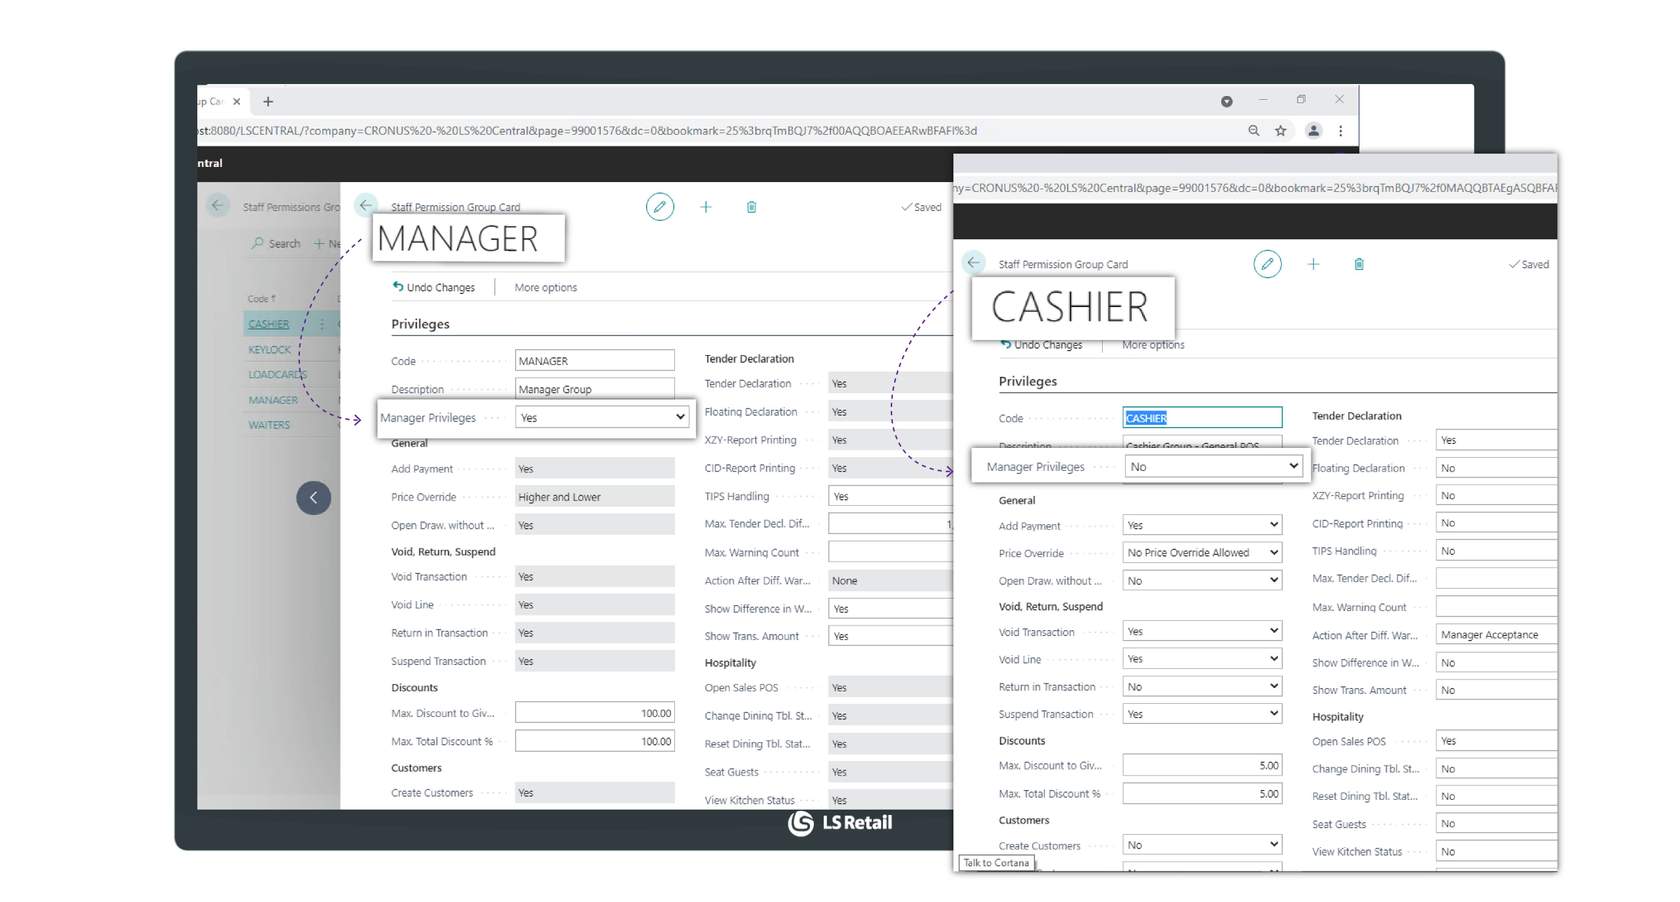 up Car
ost:8080/LSCENTRAL/?company=CRONUS%20-%20LS%20Central&page=99001576&dc=0&bookmark=25%3brqTmBQJ7%2f00AQQBOAEEARwBFAFI%3d
ntral
Staff Permissions Gro
Search
+ Ne
Code ↑
CASHIER
KEYLOCK
LOADCARDS
MANAGER
WAITERS
Staff Permission Group Card
Saved
MANAGER
Undo Changes
More options
Privileges
Code
MANAGER
Description
Manager Group
Manager Privileges
Yes
General
Add Payment
Yes
Price Override
Higher and Lower
Open Draw. without ...
Yes
Void, Return, Suspend
Void Transaction
Yes
Void Line
Yes
Return in Transaction
Yes
Suspend Transaction
Yes
Discounts
Max. Discount to Giv...
100.00
Max. Total Discount %
100.00
Customers
Create Customers
Yes
Tender Declaration
Tender Declaration
Yes
Floating Declaration
Yes
XZY-Report Printing
Yes
CID-Report Printing
Yes
TIPS Handling
Yes
Max. Tender Decl. Dif...
1,
Max. Warning Count
Action After Diff. War...
None
Show Difference in W...
Yes
Show Trans. Amount
Yes
Hospitality
Open Sales POS
Yes
Change Dining Tbl. St...
Yes
Reset Dining Tbl. Stat...
Yes
Seat Guests
Yes
View Kitchen Status
Yes
LS Retail
ny=CRONUS%20-%20LS%20Central&page=99001576&dc=0&bookmark=25%3brqTmBQJ7%2f0MAQQBTAEgASQBFAF
Staff Permission Group Card
Saved
CASHIER
Undo Changes
More options
Privileges
Code
CASHIER
Description
Cashier Group - General POS
Manager Privileges
No
General
Add Payment
Yes
Price Override
No Price Override Allowed
Open Draw. without ...
No
Void, Return, Suspend
Void Transaction
Yes
Void Line
Yes
Return in Transaction
No
Suspend Transaction
Yes
Discounts
Max. Discount to Giv...
5.00
Max. Total Discount %
5.00
Customers
Create Customers
No
Talk to Cortana
Tender Declaration
Tender Declaration
Yes
Floating Declaration
No
XZY-Report Printing
No
CID-Report Printing
No
TIPS Handling
No
Max. Tender Decl. Dif...
Max. Warning Count
Action After Diff. War...
Manager Acceptance
Show Difference in W...
No
Show Trans. Amount
No
Hospitality
Open Sales POS
Yes
Change Dining Tbl. St...
No
Reset Dining Tbl. Stat...
No
Seat Guests
No
View Kitchen Status
No